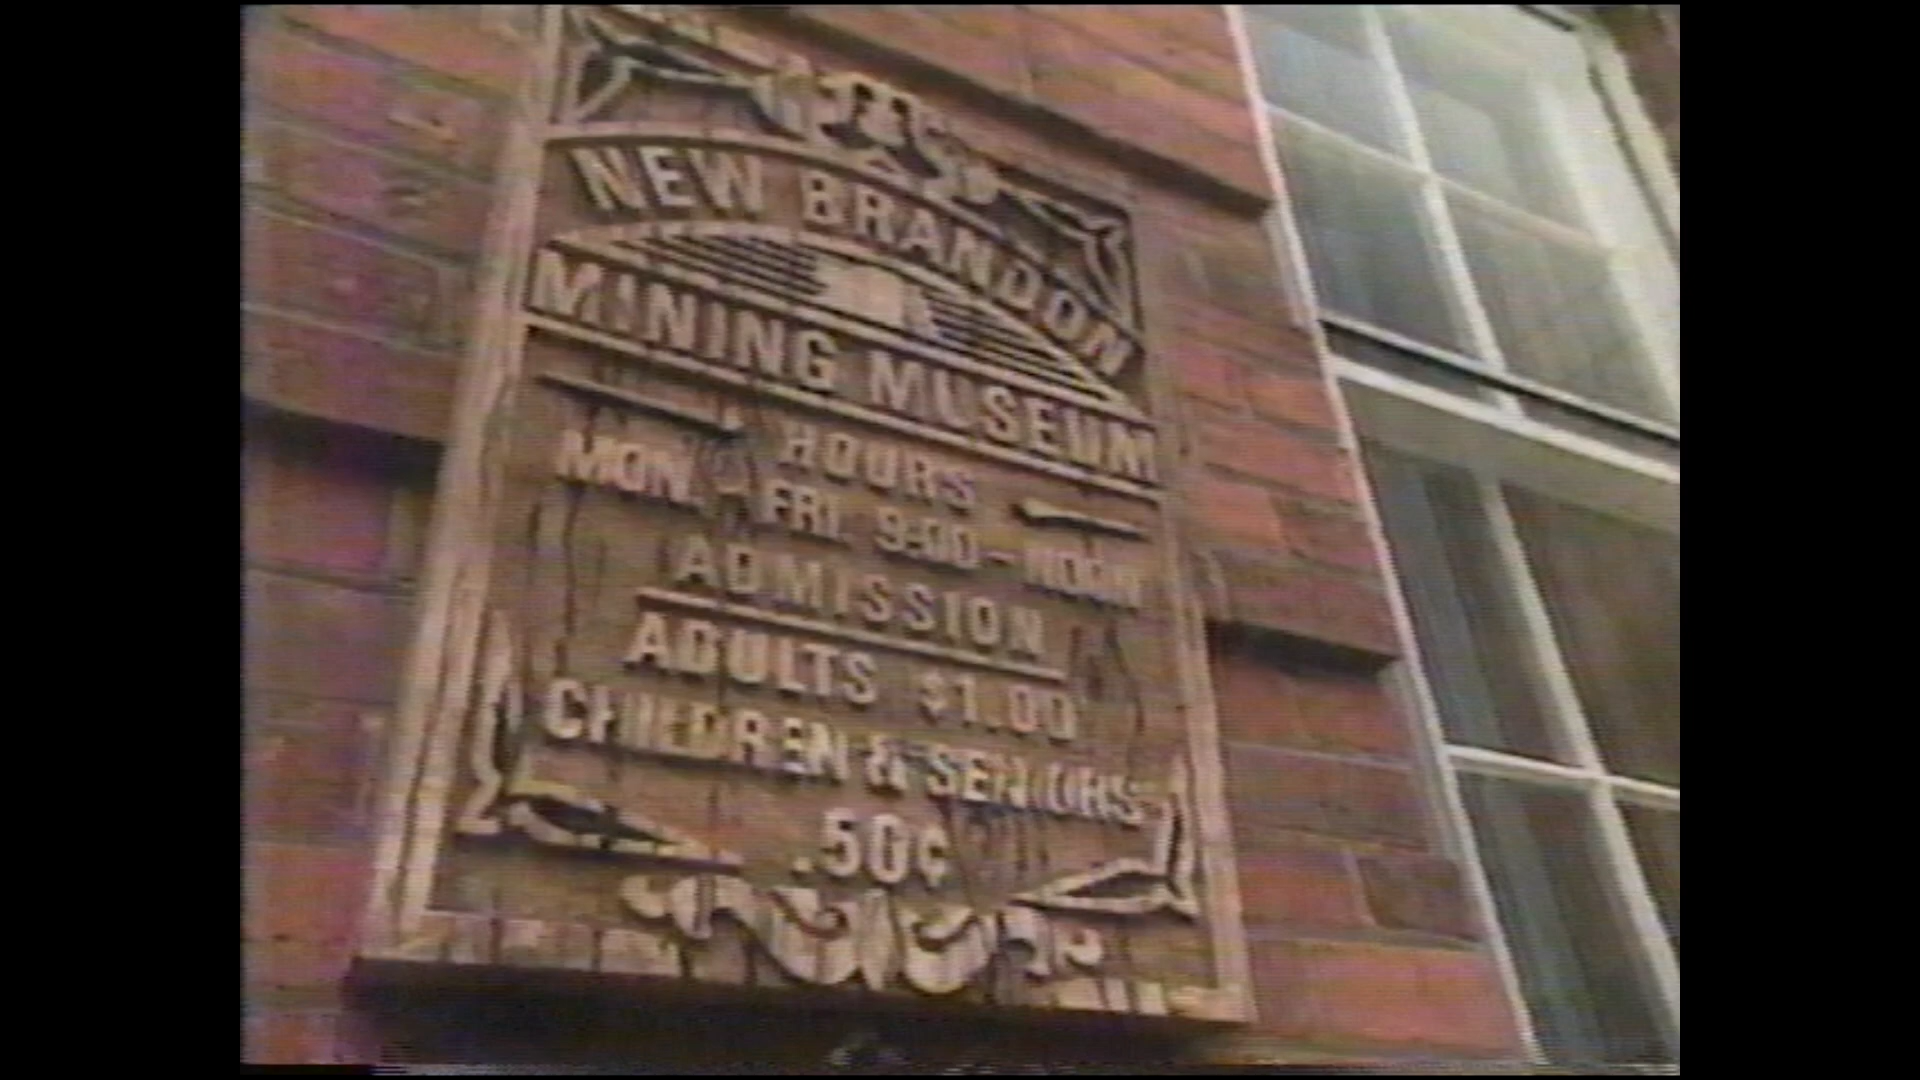 NEW BRANDON
MINING MUSEUM
HOURS
MON. & FRI. 9:00-NOON
ADMISSION
ADULTS $1.00
CHILDREN & SENIORS
.50¢